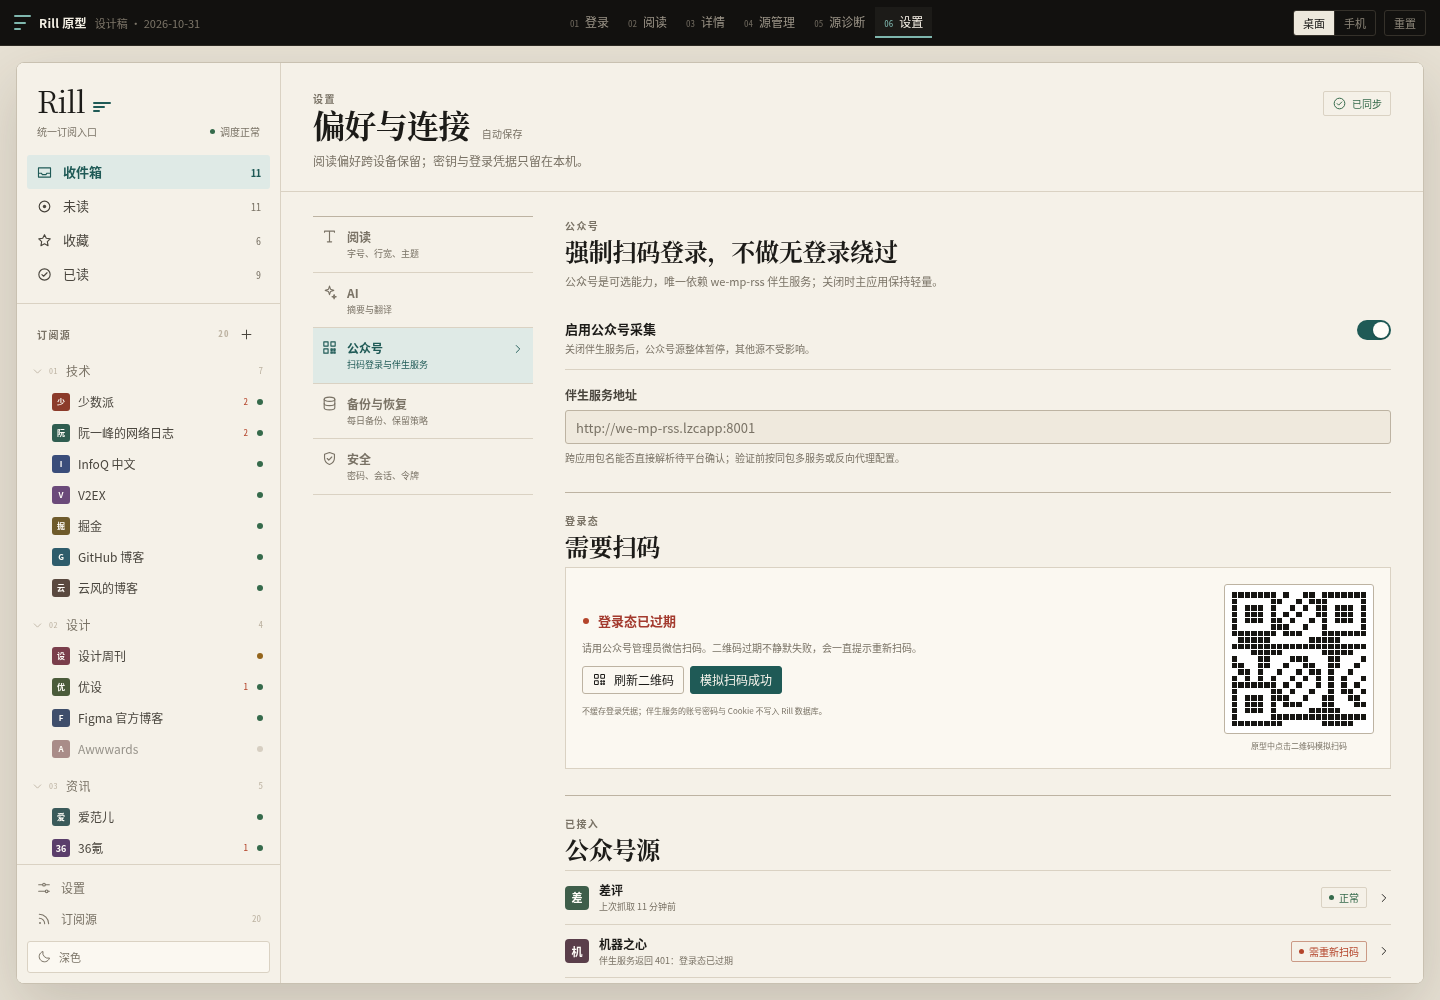 Rill 原型 设计稿 · 2026-10-31
01 登录 02 阅读 03 详情 04 源管理 05 源诊断 06 设置
桌面 手机 重置
Rill
统一订阅入口 调度正常
收件箱 11
未读 11
收藏 6
已读 9
订阅源 20
01 技术 7
少 少数派 2
阮 阮一峰的网络日志 2
I InfoQ 中文
V V2EX
掘 掘金
G GitHub 博客
云 云风的博客
02 设计 4
设 设计周刊
优 优设 1
F Figma 官方博客
A Awwwards
03 资讯 5
爱 爱范儿
36 36氪 1
设置
订阅源 20
深色
设置
偏好与连接 自动保存
阅读偏好跨设备保留；密钥与登录凭据只留在本机。
已同步
阅读
字号、行宽、主题
AI
摘要与翻译
公众号
扫码登录与伴生服务
备份与恢复
每日备份、保留策略
安全
密码、会话、令牌
公众号
强制扫码登录，不做无登录绕过
公众号是可选能力，唯一依赖 we-mp-rss 伴生服务；关闭时主应用保持轻量。
启用公众号采集
关闭伴生服务后，公众号源整体暂停，其他源不受影响。
伴生服务地址
http://we-mp-rss.lzcapp:8001
跨应用包名能否直接解析待平台确认；验证前按同包多服务或反向代理配置。
登录态
需要扫码
登录态已过期
请用公众号管理员微信扫码。二维码过期不静默失败，会一直提示重新扫码。
刷新二维码 模拟扫码成功
不缓存登录凭据；伴生服务的账号密码与 Cookie 不写入 Rill 数据库。
原型中点击二维码模拟扫码
已接入
公众号源
差 差评
上次抓取 11 分钟前
正常
机 机器之心
伴生服务返回 401：登录态已过期
需重新扫码